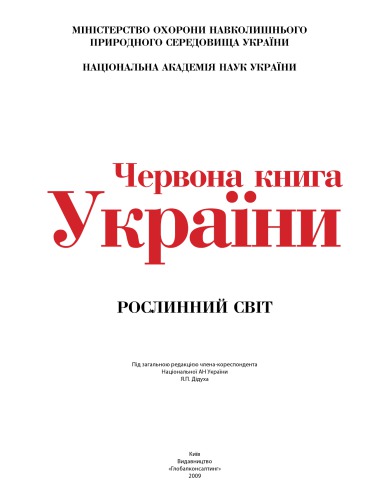 МІНІСТЕРСТВО ОХОРОНИ НАВКОЛИШНЬОГО
ПРИРОДНОГО СЕРЕДОВИЩА УКРАЇНИ
НАЦІОНАЛЬНА АКАДЕМІЯ НАУК УКРАЇНИ
Червона книга
України
РОСЛИННИЙ СВІТ
Під загальною редакцією члена-кореспондента
Національної АН України
Я.П. Дідуха
Київ
Видавництво
«Глобалконсалтинг»
2009